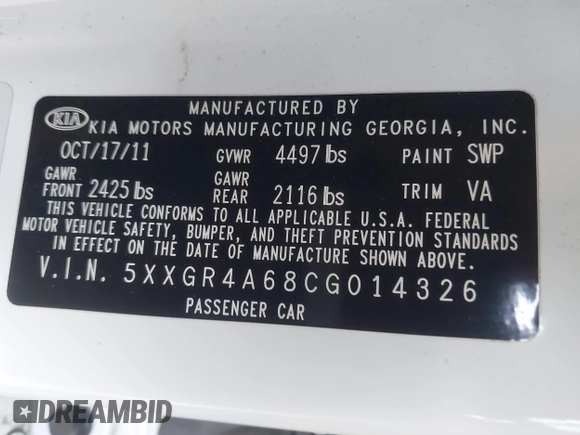 MANUFACTURED BY
KIA KIA MOTORS MANUFACTURING GEORGIA, INC.
OCT/17/11 GVWR 4497 lbs PAINT SWP
GAWR FRONT 2425 lbs GAWR REAR 2116 lbs TRIM VA
THIS VEHICLE CONFORMS TO ALL APPLICABLE U.S.A. FEDERAL
MOTOR VEHICLE SAFETY, BUMPER, AND THEFT PREVENTION STANDARDS
IN EFFECT ON THE DATE OF MANUFACTURE SHOWN ABOVE.
V.I.N. 5XXGR4A68CG014326
PASSENGER CAR
DREAMBID